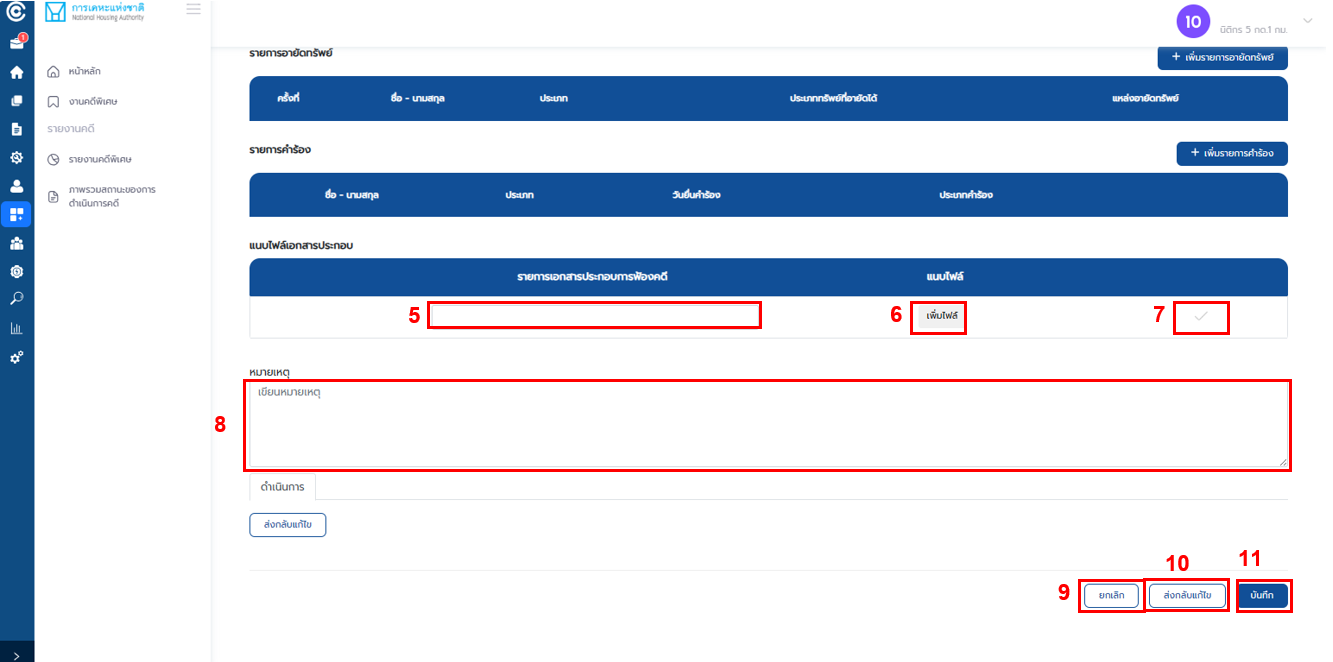 การเคหะแห่งชาติ
National Housing Authority
1
10
นิติกร 5 กด.1 กม.
หน้าหลัก
งานคดีพิเศษ
รายงานคดี
รายงานคดีพิเศษ
ภาพรวมสถานะของการ
ดำเนินการคดี
รายการอายัดทรัพย์
+ เพิ่มรายการอายัดทรัพย์
ครั้งที่ ชื่อ - นามสกุล ประเภท ประเภททรัพย์ที่อายัดได้ แหล่งอายัดทรัพย์
รายการคำร้อง
+ เพิ่มรายการคำร้อง
ชื่อ - นามสกุล ประเภท วันยื่นคำร้อง ประเภทคำร้อง
แนบไฟล์เอกสารประกอบ
รายการเอกสารประกอบการฟ้องคดี แนบไฟล์
5 6 เพิ่มไฟล์ 7
หมายเหตุ
เขียนหมายเหตุ
8
ดำเนินการ
ส่งกลับแก้ไข
10 11
9 ยกเลิก ส่งกลับแก้ไข บันทึก